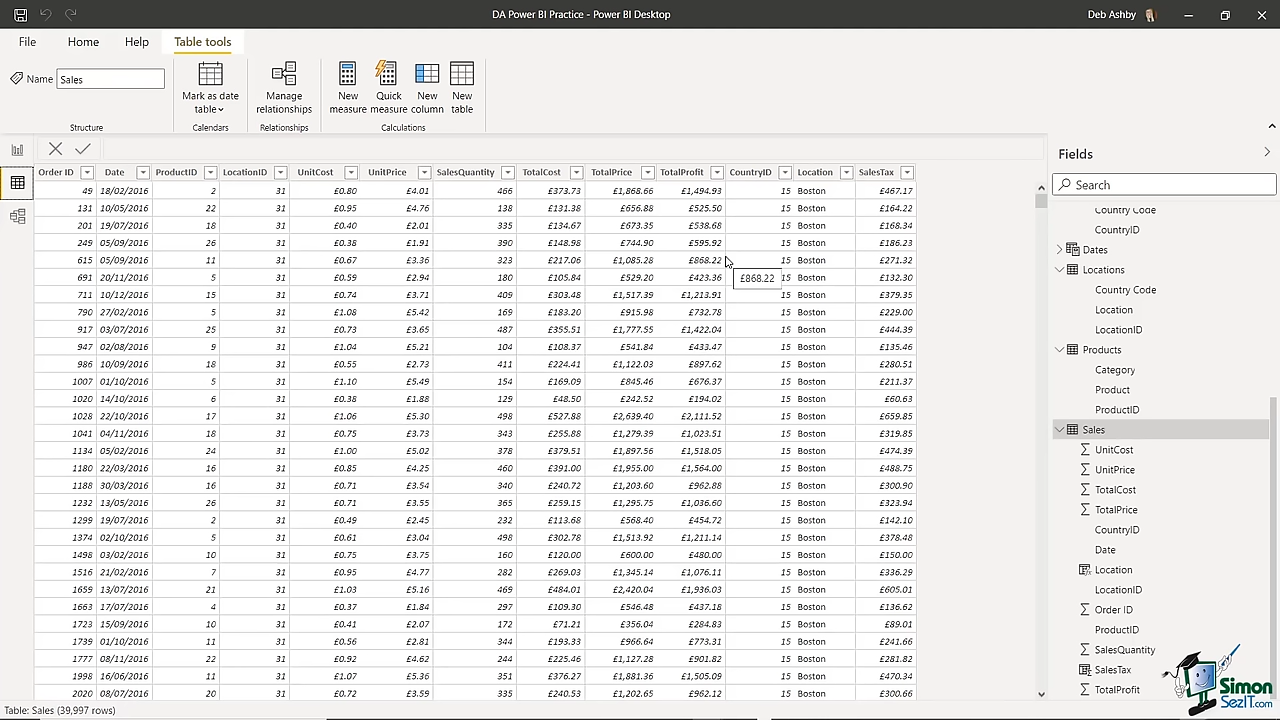 DA Power BI Practice - Power BI Desktop
Deb Ashby
File Home Help Table tools
Name Sales
Mark as date table
Manage relationships
New measure
Quick measure
New column
New table
Structure Calendars Relationships Calculations
Order ID Date ProductID LocationID UnitCost UnitPrice SalesQuantity TotalCost TotalPrice TotalProfit CountryID Location SalesTax
49 18/02/2016 2 31 £0.80 £4.01 466 £373.73 £1,868.66 £1,494.93 15 Boston £467.17
131 10/05/2016 22 31 £0.95 £4.76 138 £131.38 £656.88 £525.50 15 Boston £164.22
201 19/07/2016 18 31 £0.40 £2.01 335 £134.67 £673.35 £538.68 15 Boston £168.34
249 05/09/2016 26 31 £0.38 £1.91 390 £148.98 £744.90 £595.92 15 Boston £186.23
615 05/09/2016 11 31 £0.67 £3.36 323 £217.06 £1,085.28 £868.22 15 Boston £271.32
691 20/11/2016 5 31 £0.59 £2.94 180 £105.84 £529.20 £423.36 15 Boston £132.30
711 10/12/2016 15 31 £0.74 £3.71 409 £303.48 £1,517.39 £1,213.91 15 Boston £379.35
790 27/02/2016 5 31 £1.08 £5.42 169 £183.20 £915.98 £732.78 15 Boston £229.00
917 03/07/2016 25 31 £0.73 £3.65 487 £355.51 £1,777.55 £1,422.04 15 Boston £444.39
947 02/08/2016 9 31 £1.04 £5.21 104 £108.37 £541.84 £433.47 15 Boston £135.46
986 10/09/2016 18 31 £0.55 £2.73 411 £224.41 £1,122.03 £897.62 15 Boston £280.51
1007 01/10/2016 5 31 £1.10 £5.49 154 £169.09 £845.46 £676.37 15 Boston £211.37
1020 14/10/2016 6 31 £0.38 £1.88 129 £48.50 £242.52 £194.02 15 Boston £60.63
1028 22/10/2016 17 31 £1.06 £5.30 498 £527.88 £2,639.40 £2,111.52 15 Boston £659.85
1041 04/11/2016 18 31 £0.75 £3.73 343 £255.88 £1,279.39 £1,023.51 15 Boston £319.85
1134 05/02/2016 24 31 £1.00 £5.02 378 £379.51 £1,897.56 £1,518.05 15 Boston £474.39
1180 22/03/2016 16 31 £0.85 £4.25 460 £391.00 £1,955.00 £1,564.00 15 Boston £488.75
1188 30/03/2016 16 31 £0.71 £3.54 340 £240.72 £1,203.60 £962.88 15 Boston £300.90
1232 13/05/2016 26 31 £0.71 £3.55 365 £259.15 £1,295.75 £1,036.60 15 Boston £323.94
1299 19/07/2016 2 31 £0.49 £2.45 232 £113.68 £568.40 £454.72 15 Boston £142.10
1374 02/10/2016 5 31 £0.61 £3.04 498 £302.78 £1,513.92 £1,211.14 15 Boston £378.48
1498 03/02/2016 10 31 £0.75 £3.75 160 £120.00 £600.00 £480.00 15 Boston £150.00
1516 21/02/2016 7 31 £0.95 £4.77 282 £269.03 £1,345.14 £1,076.11 15 Boston £336.29
1659 13/07/2016 21 31 £1.03 £5.16 469 £484.01 £2,420.04 £1,936.03 15 Boston £605.01
1663 17/07/2016 4 31 £0.37 £1.84 297 £109.30 £546.48 £437.18 15 Boston £136.62
1723 15/09/2016 10 31 £0.41 £2.07 172 £71.21 £356.04 £284.83 15 Boston £89.01
1739 01/10/2016 11 31 £0.56 £2.81 344 £193.33 £966.64 £773.31 15 Boston £241.66
1777 08/11/2016 22 31 £0.92 £4.62 244 £225.46 £1,127.28 £901.82 15 Boston £281.82
1998 16/06/2016 11 31 £1.07 £5.36 351 £376.27 £1,881.36 £1,505.09 15 Boston £470.34
2020 08/07/2016 20 31 £0.72 £3.59 335 £240.53 £1,202.65 £962.12 15 Boston £300.66
£868.22
Table: Sales (39,997 rows)
Fields
Search
Country Code
CountryID
Dates
Locations
Country Code
Location
LocationID
Products
Category
Product
ProductID
Sales
UnitCost
UnitPrice
TotalCost
TotalPrice
CountryID
Date
Location
LocationID
Order ID
ProductID
SalesQuantity
SalesTax
TotalProfit
Simon
SezIT.com